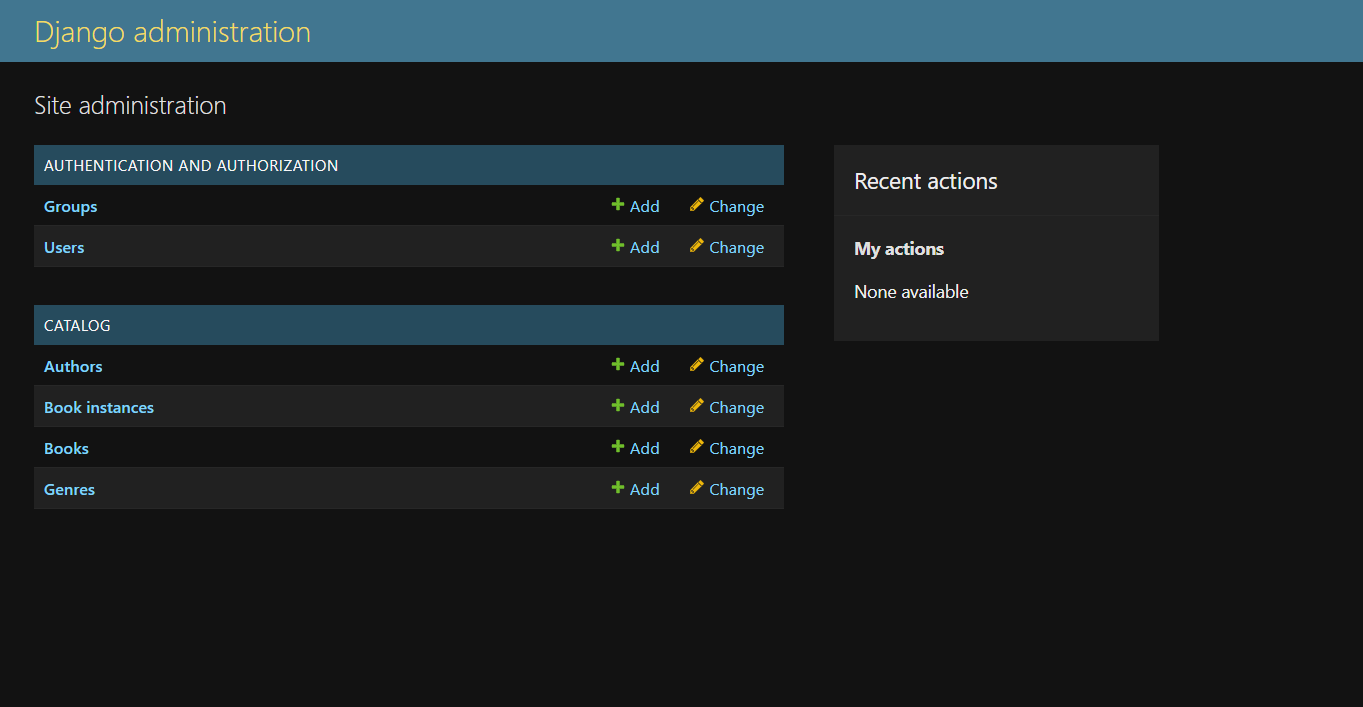 Django administration
Site administration
AUTHENTICATION AND AUTHORIZATION
Groups Add Change
Users Add Change
CATALOG
Authors Add Change
Book instances Add Change
Books Add Change
Genres Add Change
Recent actions
My actions
None available